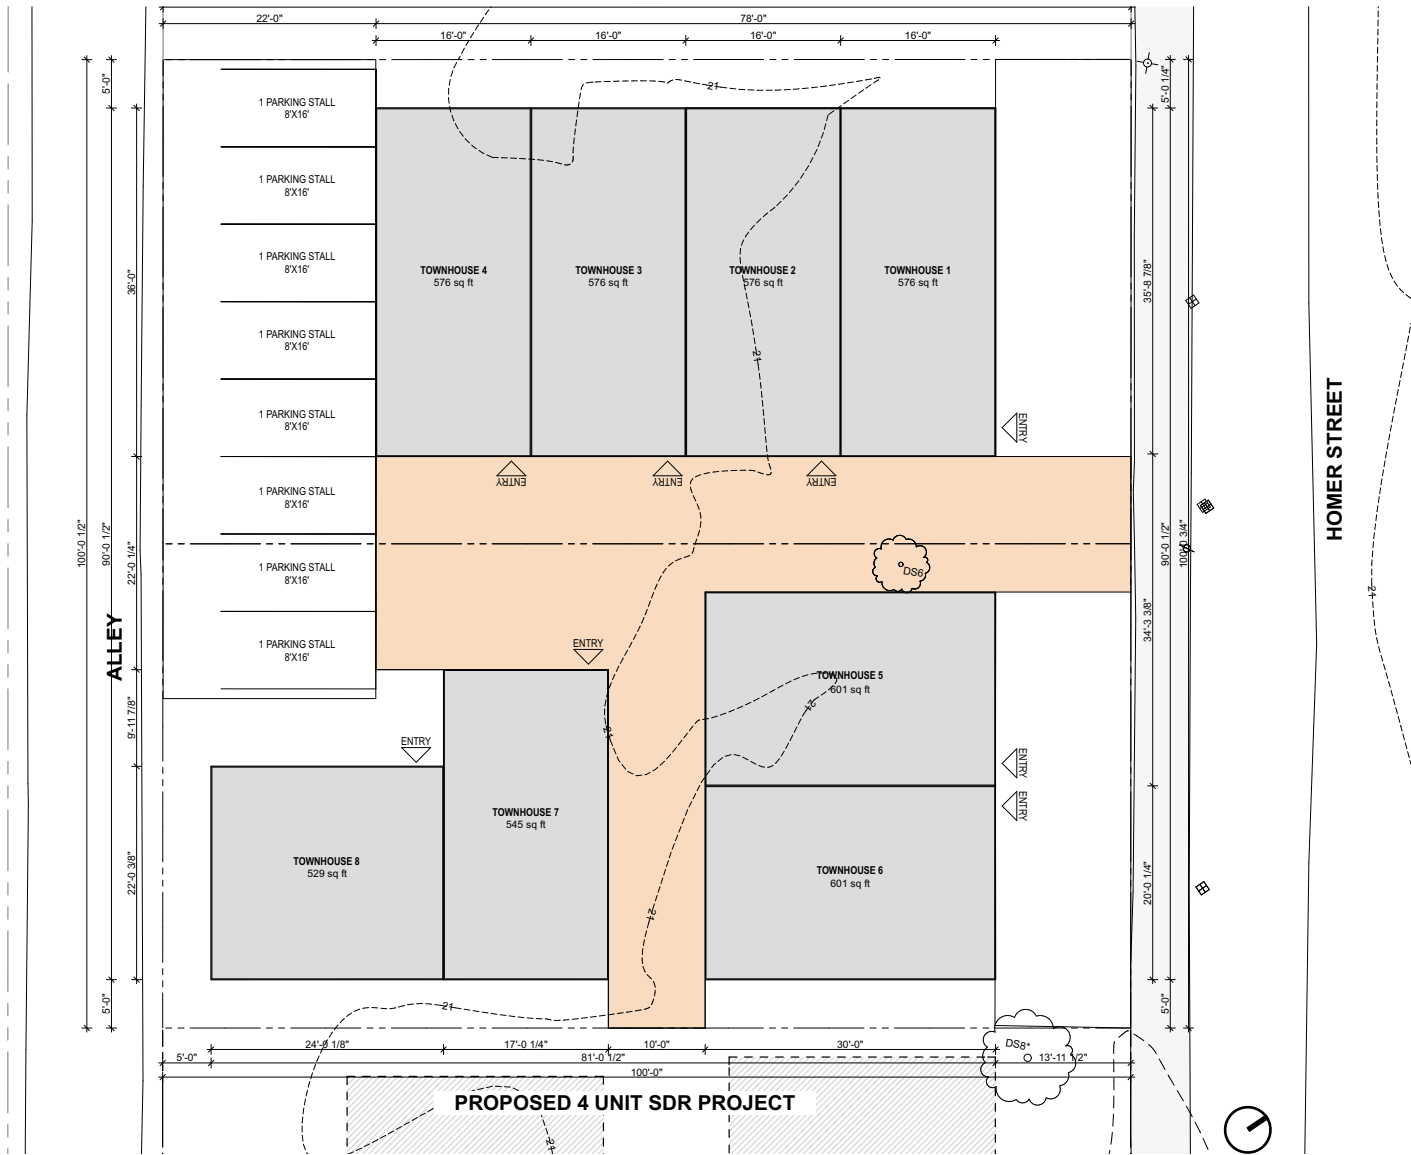 22'-0"
78'-0"
16'-0"
16'-0"
16'-0"
16'-0"
5'-0"
5'-0 1/4"
21
1 PARKING STALL
8'X16'
1 PARKING STALL
8'X16'
1 PARKING STALL
8'X16'
1 PARKING STALL
8'X16'
1 PARKING STALL
8'X16'
1 PARKING STALL
8'X16'
1 PARKING STALL
8'X16'
1 PARKING STALL
8'X16'
TOWNHOUSE 4
576 sq ft
TOWNHOUSE 3
576 sq ft
TOWNHOUSE 2
576 sq ft
TOWNHOUSE 1
576 sq ft
36'-0"
35'-8 7/8"
21
ENTRY
ENTRY
ENTRY
ENTRY
HOMER STREET
100'-0 1/2"
90'-0 1/2"
22'-0 1/4"
90'-0 1/2"
100'-0 3/4"
DS6
21
ALLEY
ENTRY
34'-3 3/8"
TOWNHOUSE 5
601 sq ft
21
21
9'-11 7/8"
ENTRY
ENTRY
ENTRY
TOWNHOUSE 7
545 sq ft
TOWNHOUSE 8
529 sq ft
TOWNHOUSE 6
601 sq ft
22'-0 3/8"
20'-0 1/4"
21
5'-0"
21
5'-0"
24'-0 1/8"
17'-0 1/4"
10'-0"
30'-0"
DS8*
5'-0"
81'-0 1/2"
13'-11 1/2"
100'-0"
PROPOSED 4 UNIT SDR PROJECT
21